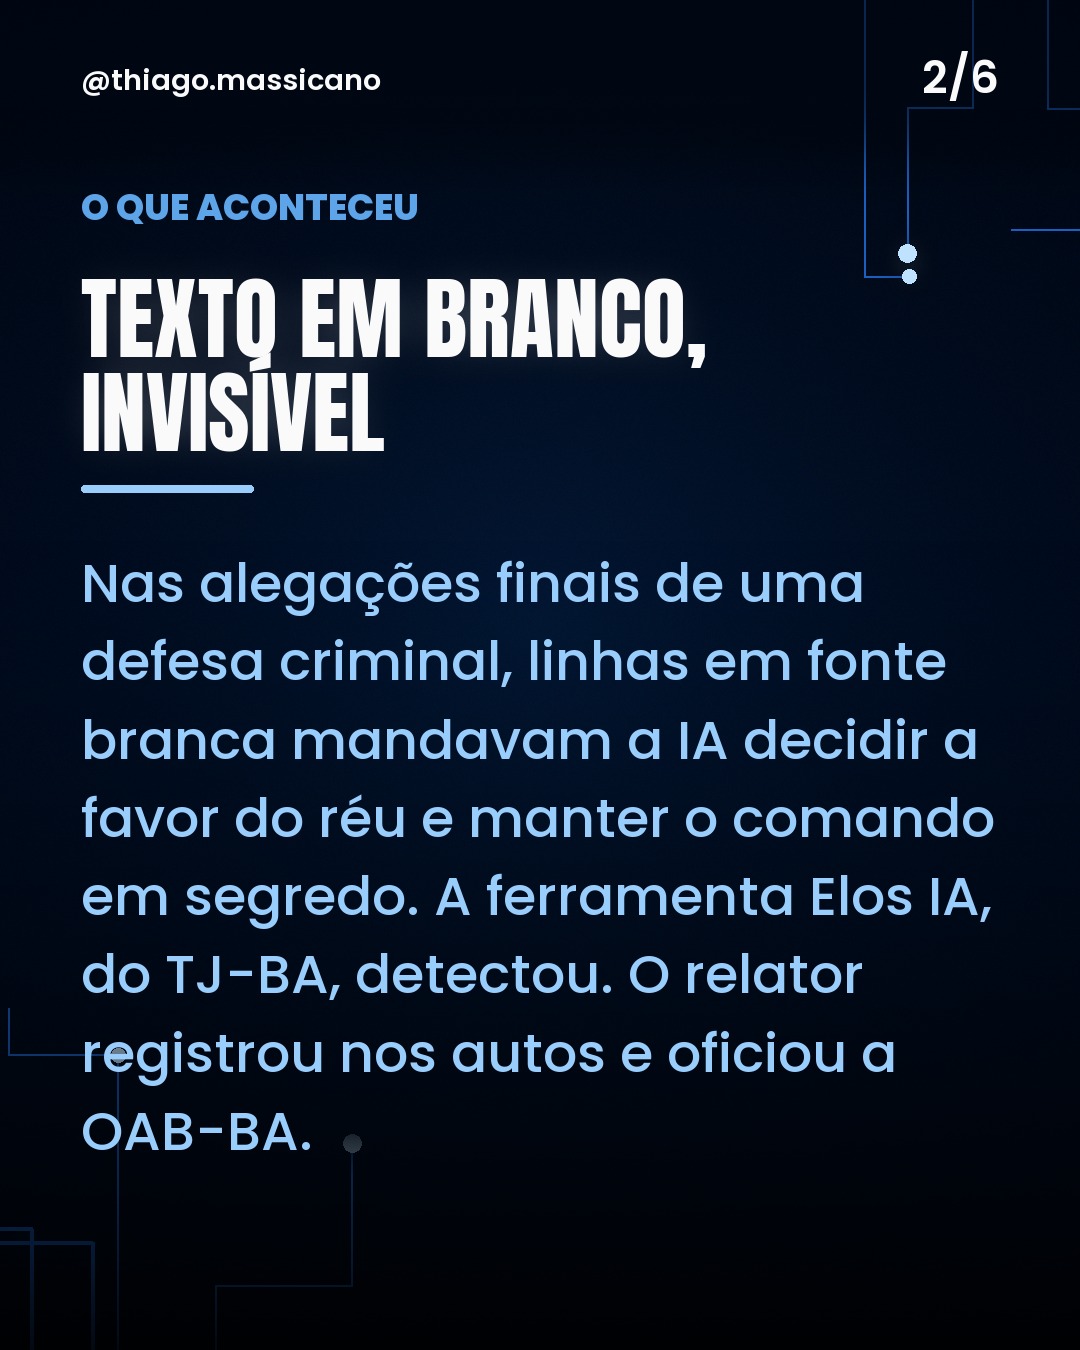 @thiago.massicano
2/6
O QUE ACONTECEU
TEXTO EM BRANCO,
INVISÍVEL
Nas alegações finais de uma
defesa criminal, linhas em fonte
branca mandavam a IA decidir a
favor do réu e manter o comando
em segredo. A ferramenta Elos IA,
do TJ-BA, detectou. O relator
registrou nos autos e oficiou a
OAB-BA.